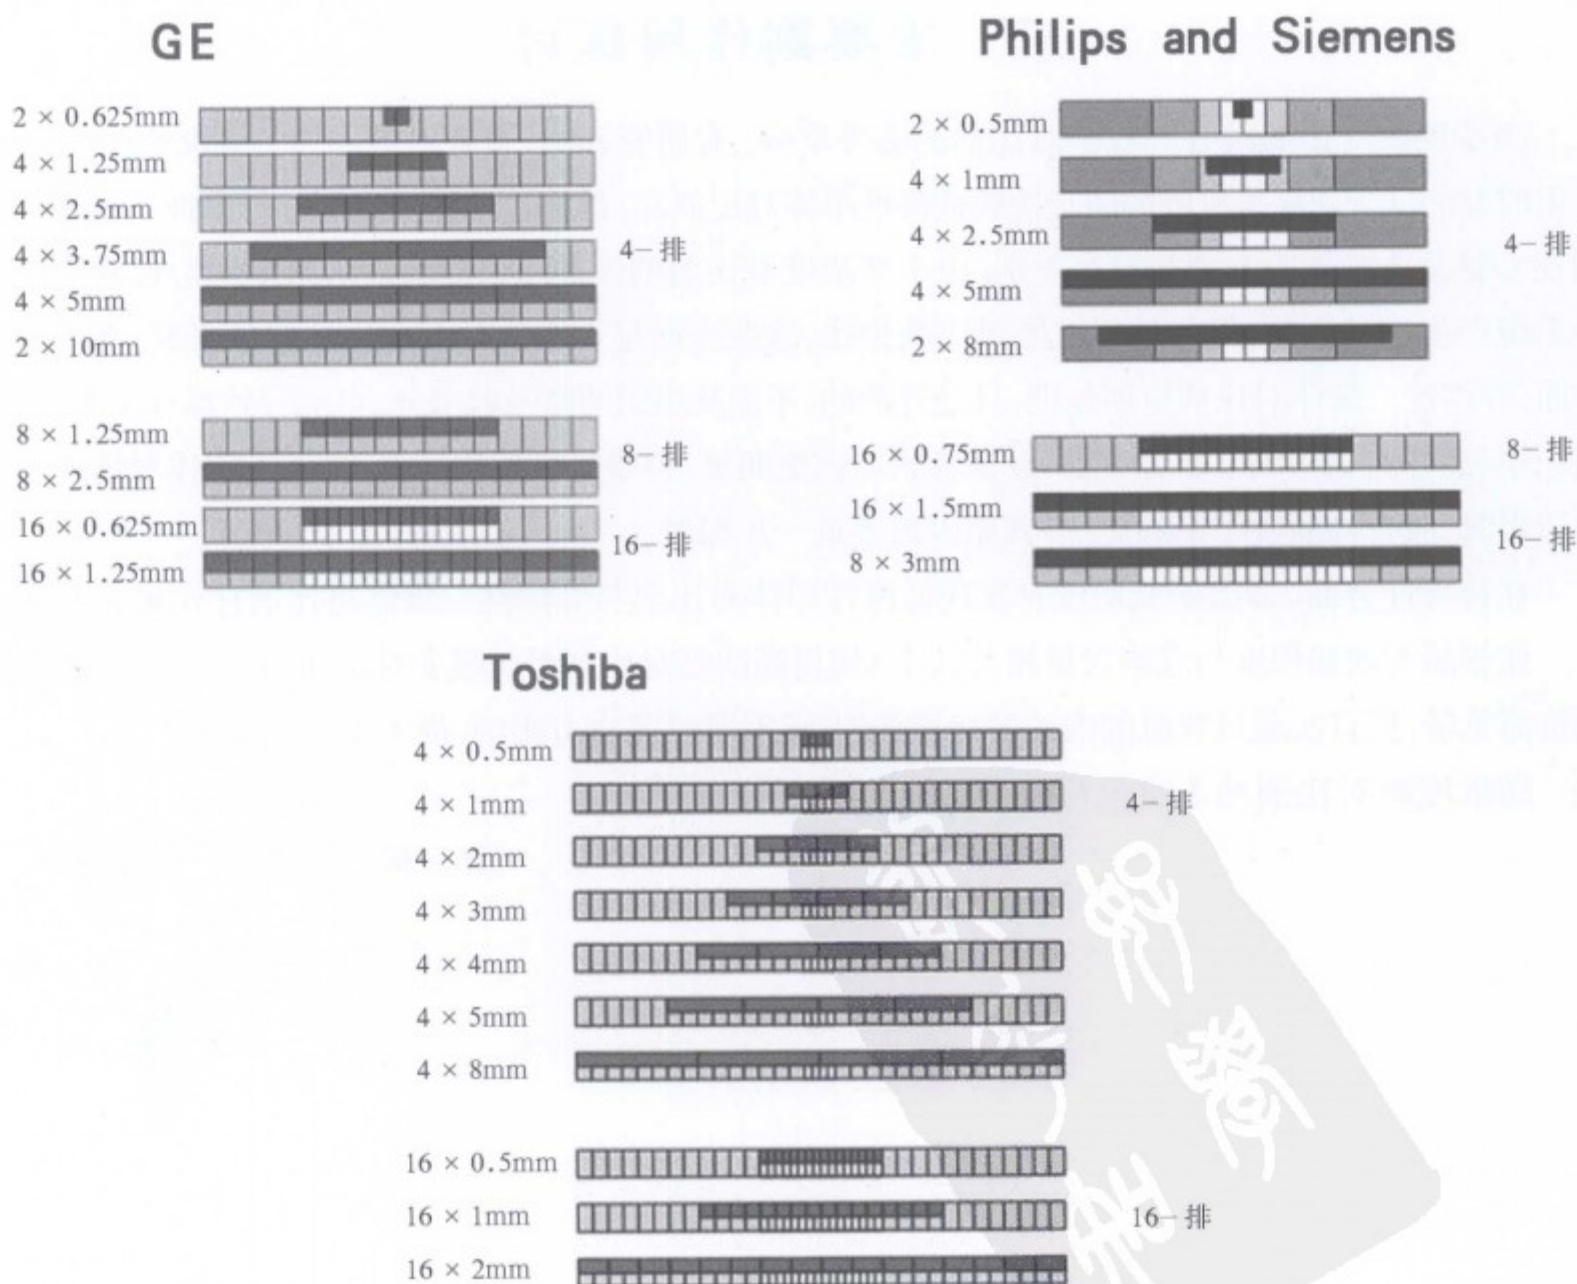 GE
2 × 0.625mm
4 × 1.25mm
4 × 2.5mm
4 × 3.75mm
4 × 5mm
2 × 10mm
4-排
8 × 1.25mm
8 × 2.5mm
8-排
16 × 0.625mm
16 × 1.25mm
16-排
Philips and Siemens
2 × 0.5mm
4 × 1mm
4 × 2.5mm
4 × 5mm
2 × 8mm
4-排
16 × 0.75mm
8-排
16 × 1.5mm
8 × 3mm
16-排
Toshiba
4 × 0.5mm
4 × 1mm
4 × 2mm
4 × 3mm
4 × 4mm
4 × 5mm
4 × 8mm
4-排
16 × 0.5mm
16 × 1mm
16 × 2mm
16-排